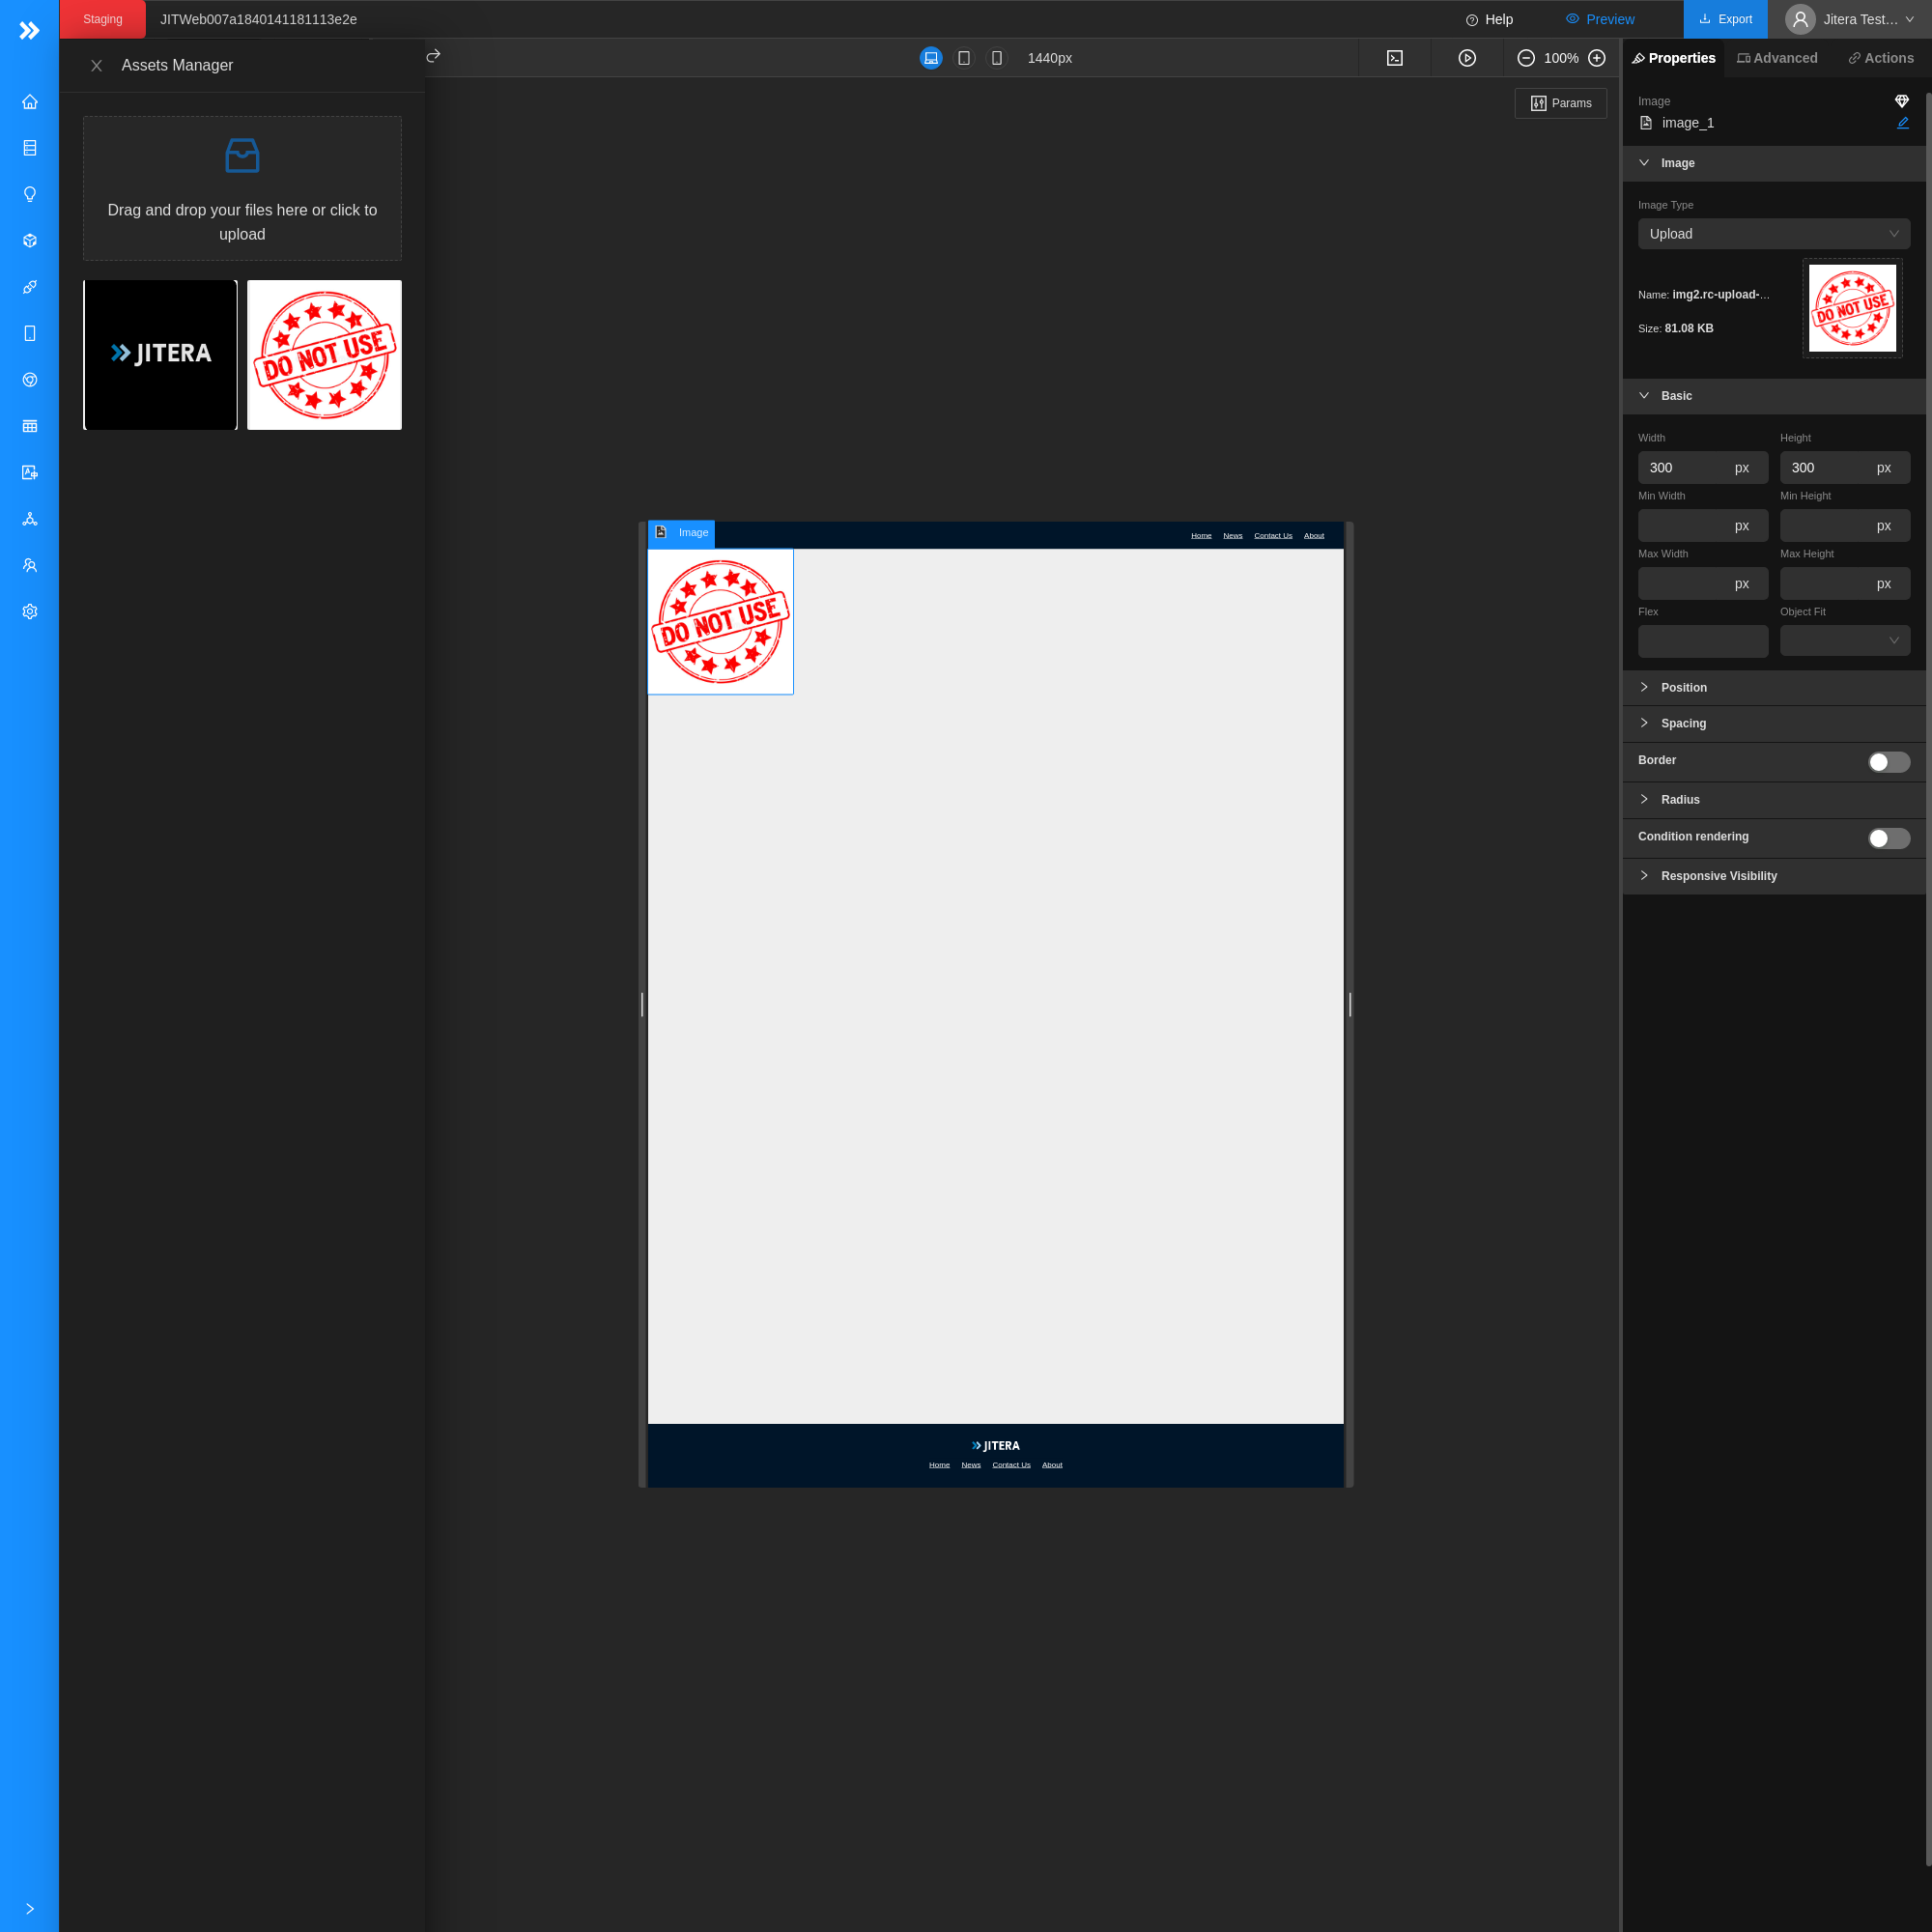 Staging
JITWeb007a1840141181113e2e
Help
Preview
Export
Jitera Test...
Assets Manager
1440px
100%
Properties
Advanced
Actions
Params
Drag and drop your files here or click to
upload
JITERA
DO NOT USE
Image
image_1
Image
Image Type
Upload
Name: img2.rc-upload-...
Size: 81.08 KB
DO NOT USE
Basic
Width
Height
300 px
300 px
Min Width
Min Height
px
px
Max Width
Max Height
px
px
Flex
Object Fit
Position
Spacing
Border
Radius
Condition rendering
Responsive Visibility
Image
Home News Contact Us About
DO NOT USE
JITERA
Home News Contact Us About